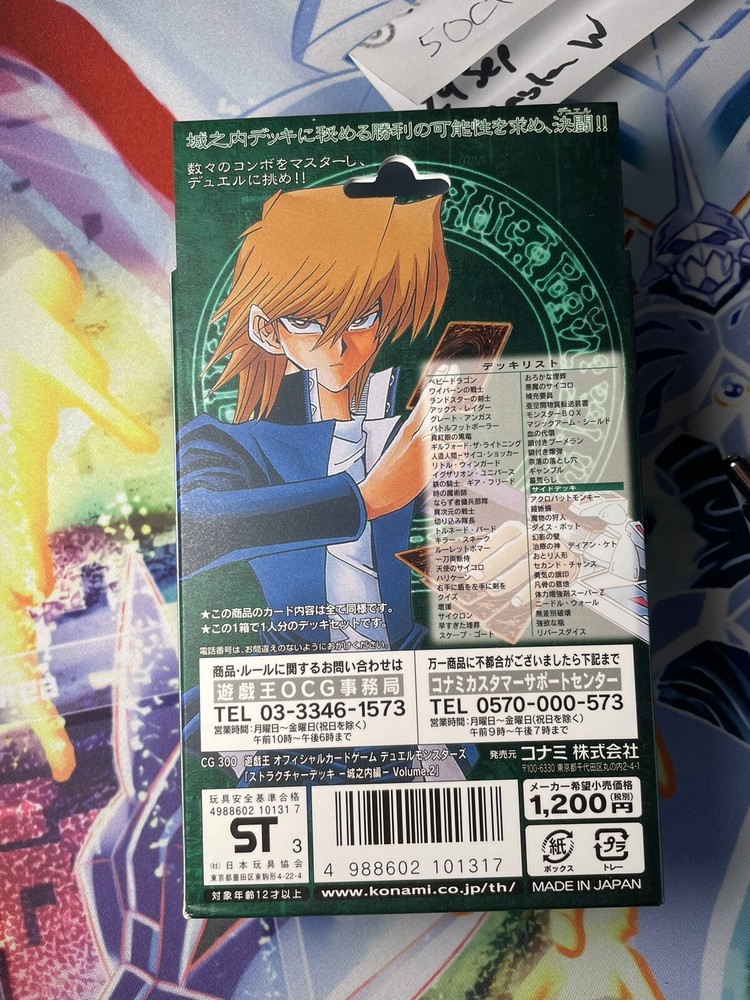 50CT
城之内デッキに秘める勝利の可能性を求め、決闘!!
デュエル
数々のコンボをマスターし、
デュエルに挑め!!
デッキリスト
ベビードラゴン
ワイバーンの戦士
ランドスターの剣士
アックス・レイダー
グレート・アンガス
バトルフットボーラー
真紅眼の黒竜
ギルフォード・ザ・ライトニング
人造人間-サイコ・ショッカー
リトル・ウィンガード
イグザリオン・ユニバース
鉄の騎士 ギア・フリード
時の魔術師
ならず者傭兵部隊
異次元の戦士
切り込み隊長
トルネード・バード
キラー・スネーク
ルーレットボマー
一刀両断侍
天使のサイコロ
ハリケーン
右手に盾を左手に剣を
クイズ
増援
サイクロン
早すぎた埋葬
スケープ・ゴート
おろかな埋葬
悪魔のサイコロ
補充要員
亜空間物質転送装置
モンスターBOX
マジックアーム・シールド
血の代償
鎖付きブーメラン
鎖付き爆弾
奈落の落とし穴
ギャンブル
墓荒らし
サイドデッキ
アクロバットモンキー
鎧蜥蜴
魔物の狩人
ダイス・ポット
幻影の壁
治療の神 ディアン・ケト
おとり人形
セカンド・チャンス
勇気の旗印
凡骨の意地
体力増強剤スーパーZ
ニードル・ウォール
無差別破壊
強欲な瓶
リバースダイス
★この商品のカード内容は全て同様です。
★この1箱で1人分のデッキセットです。
電話番号は、お間違えのないようにおかけください。
商品・ルールに関するお問い合わせは
遊戯王OCG事務局
TEL 03-3346-1573
営業時間:月曜日~金曜日(祝日を除く)
午前10時~午後6時まで
万一商品に不都合がございましたら下記まで
コナミカスタマーサポートセンター
TEL 0570-000-573
営業時間:月曜日~金曜日(祝日を除く)
午前9時~午後7時まで
CG 300 遊戯王 オフィシャルカードゲーム デュエルモンスターズ
「ストラクチャーデッキ -城之内編- Volume.2」
発売元 コナミ 株式会社
〒100-6330 東京都千代田区丸の内2-4-1
玩具安全基準合格
4988602 10131 7
ST 3
(社)日本玩具協会
東京都墨田区東駒形4-22-4
対象年齢12才以上
4 988602 101317
www.konami.co.jp/th/
メーカー希望小売価格
1,200円(税別)
紙
ボックス
プラ
トレー
MADE IN JAPAN